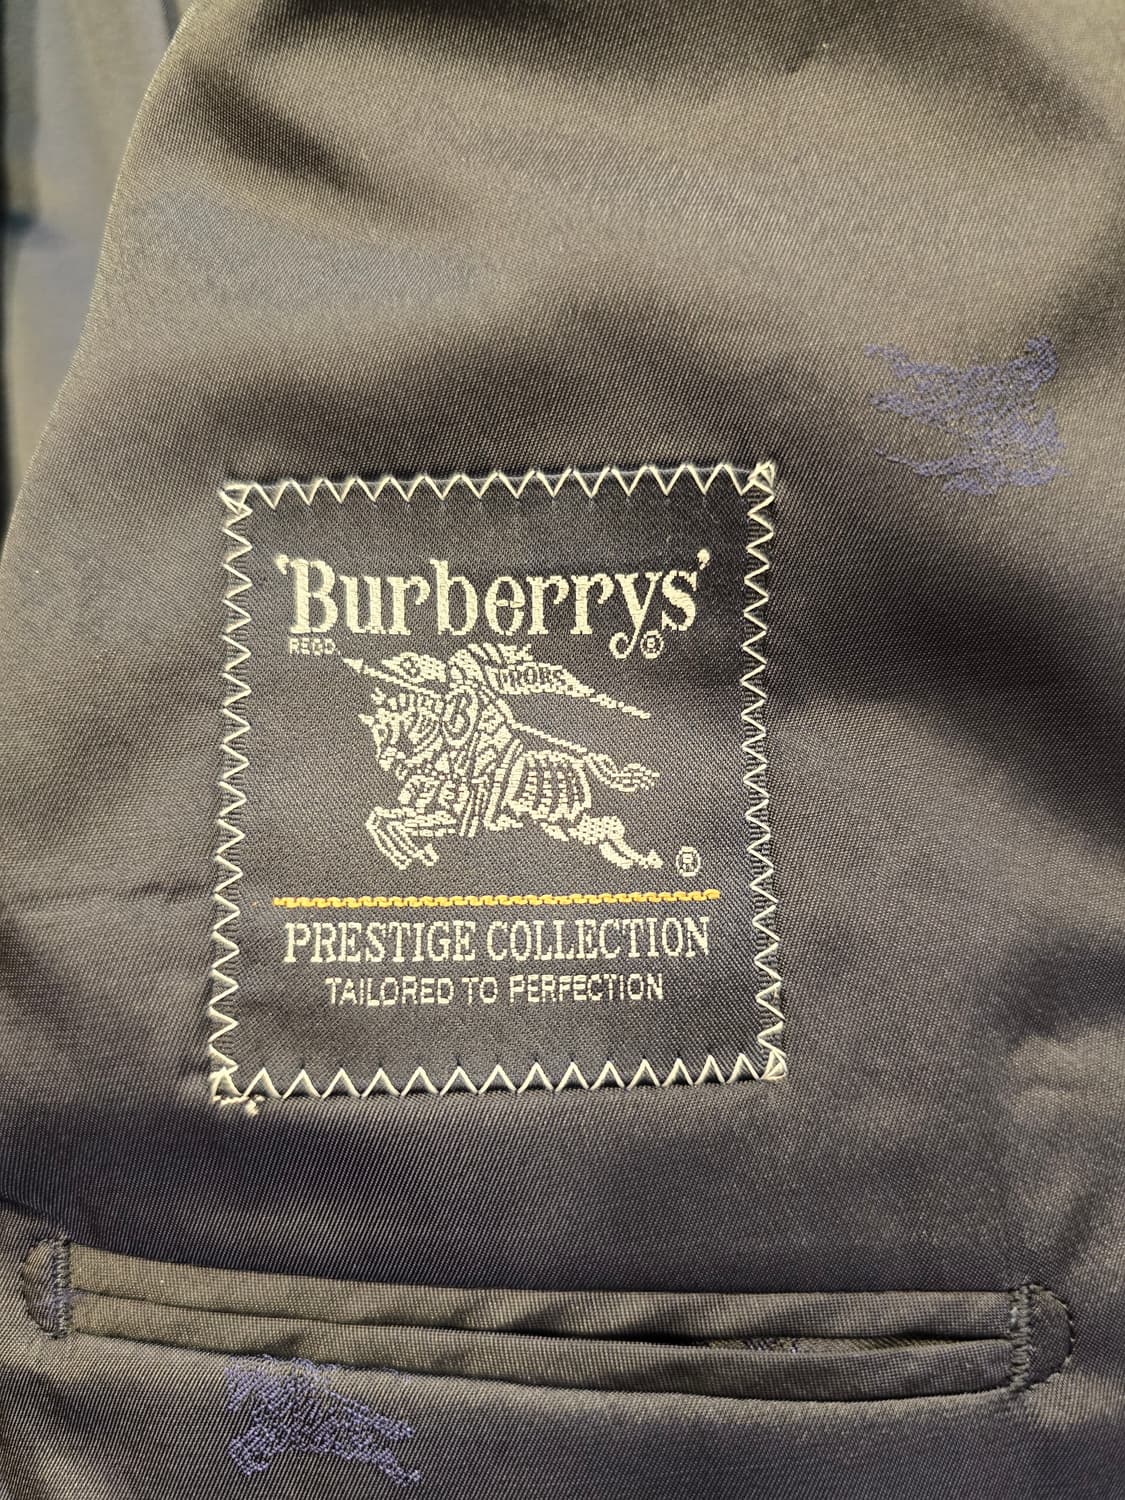 'Burberrys'
REGD. ®
B PRORS.
B
®
PRESTIGE COLLECTION
TAILORED TO PERFECTION